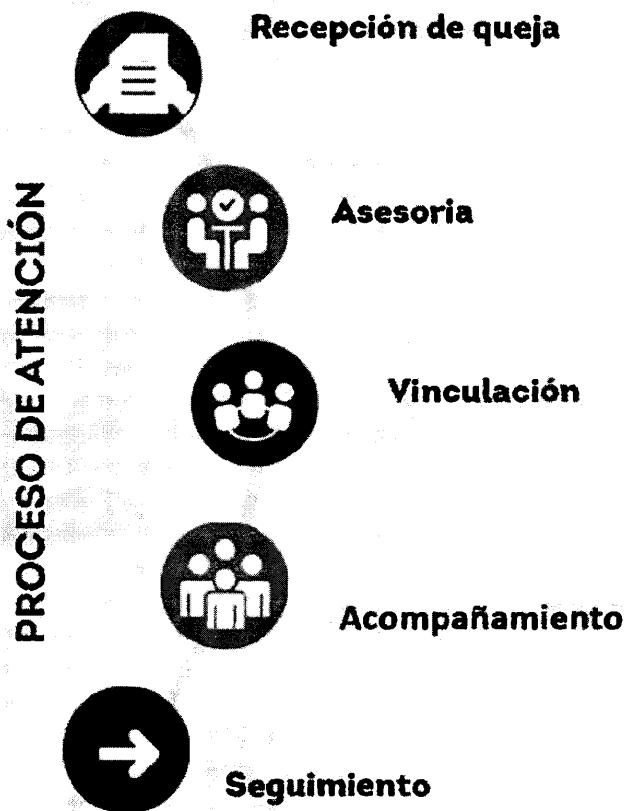 PROCESO DE ATENCIÓN
Recepción de queja
Asesoria
Vinculación
Acompañamiento
Seguimiento